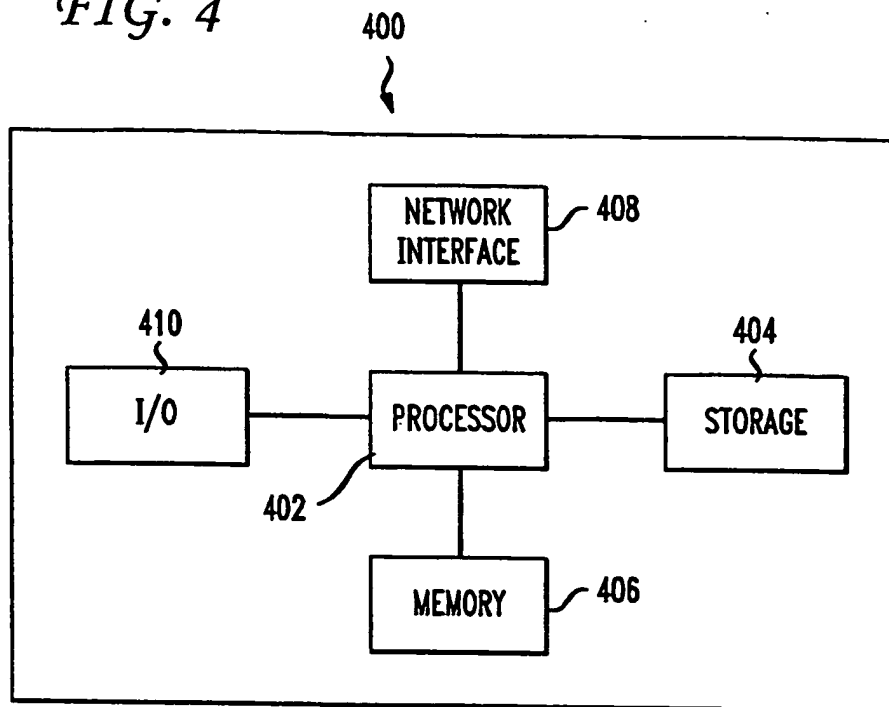 FIG. 4
400
NETWORK
INTERFACE
408
410
I/O
PROCESSOR
402
404
STORAGE
MEMORY
406